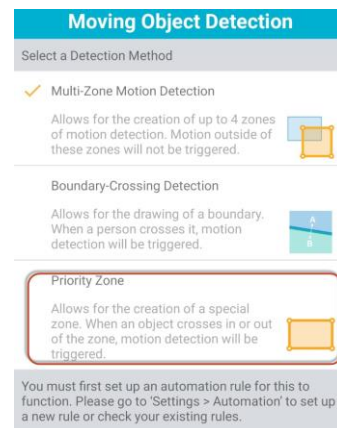 Moving Object Detection
Select a Detection Method
Multi-Zone Motion Detection
Allows for the creation of up to 4 zones
of motion detection. Motion outside of
these zones will not be triggered.
Boundary-Crossing Detection
Allows for the drawing of a boundary.
When a person crosses it, motion
detection will be triggered.
A
B
Priority Zone
Allows for the creation of a special
zone. When an object crosses in or out
of the zone, motion detection will be
triggered.
You must first set up an automation rule for this to
function. Please go to 'Settings > Automation' to set up
a new rule or check your existing rules.